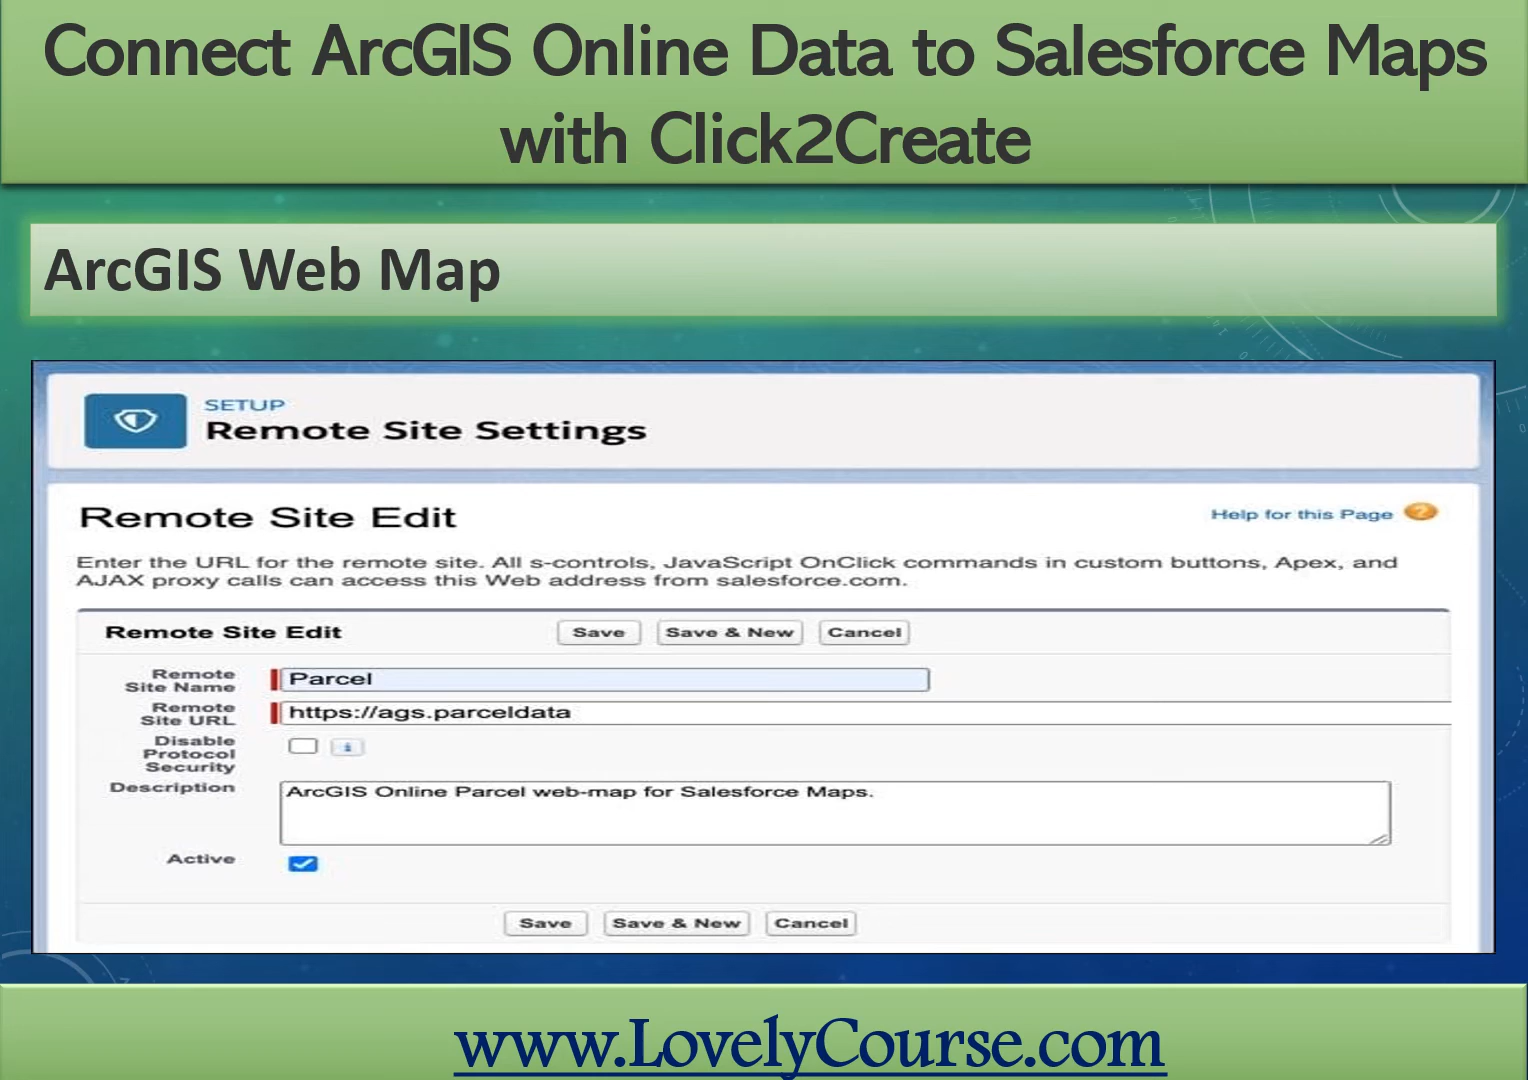 Connect ArcGIS Online Data to Salesforce Maps
with Click2Create
ArcGIS Web Map
SETUP
Remote Site Settings
Remote Site Edit
Help for this Page
Enter the URL for the remote site. All s-controls, JavaScript OnClick commands in custom buttons, Apex, and
AJAX proxy calls can access this Web address from salesforce.com.
Remote Site Edit
Save
Save & New
Cancel
Remote
Site Name
Parcel
Remote
Site URL
https://ags.parceldata
Disable
Protocol
Security
i
Description
ArcGIS Online Parcel web-map for Salesforce Maps.
Active
Save
Save & New
Cancel
www.LovelyCourse.com